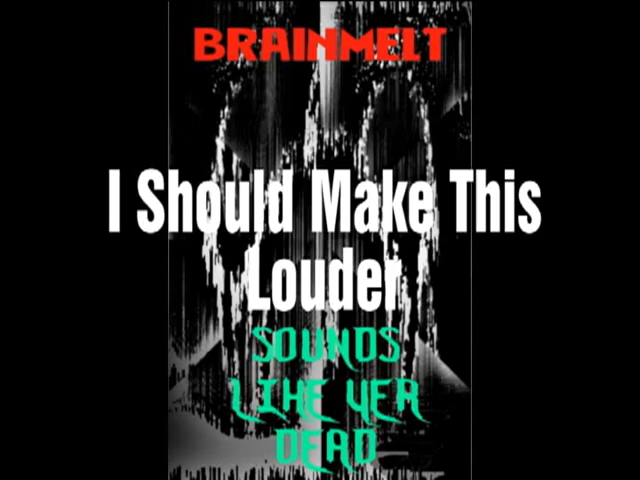 BRAINMELT
I Should Make This
Louder
SOUNDS
LIKE YER
DEAD